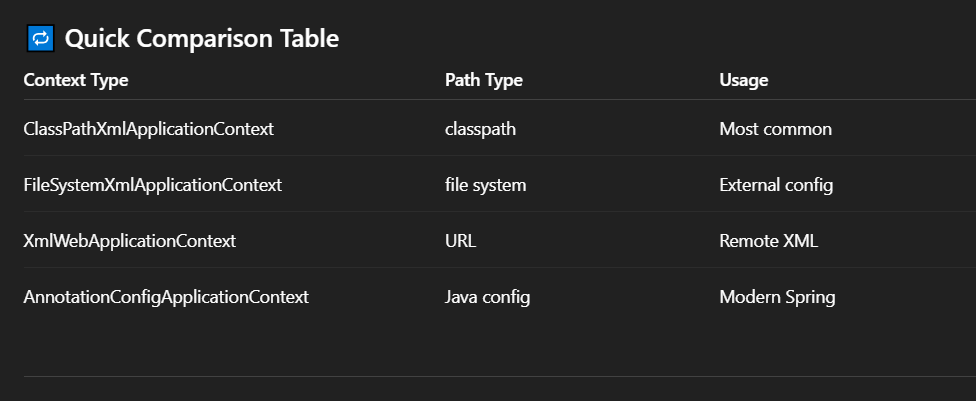 Quick Comparison Table
Context Type Path Type Usage
ClassPathXmlApplicationContext classpath Most common
FileSystemXmlApplicationContext file system External config
XmlWebApplicationContext URL Remote XML
AnnotationConfigApplicationContext Java config Modern Spring